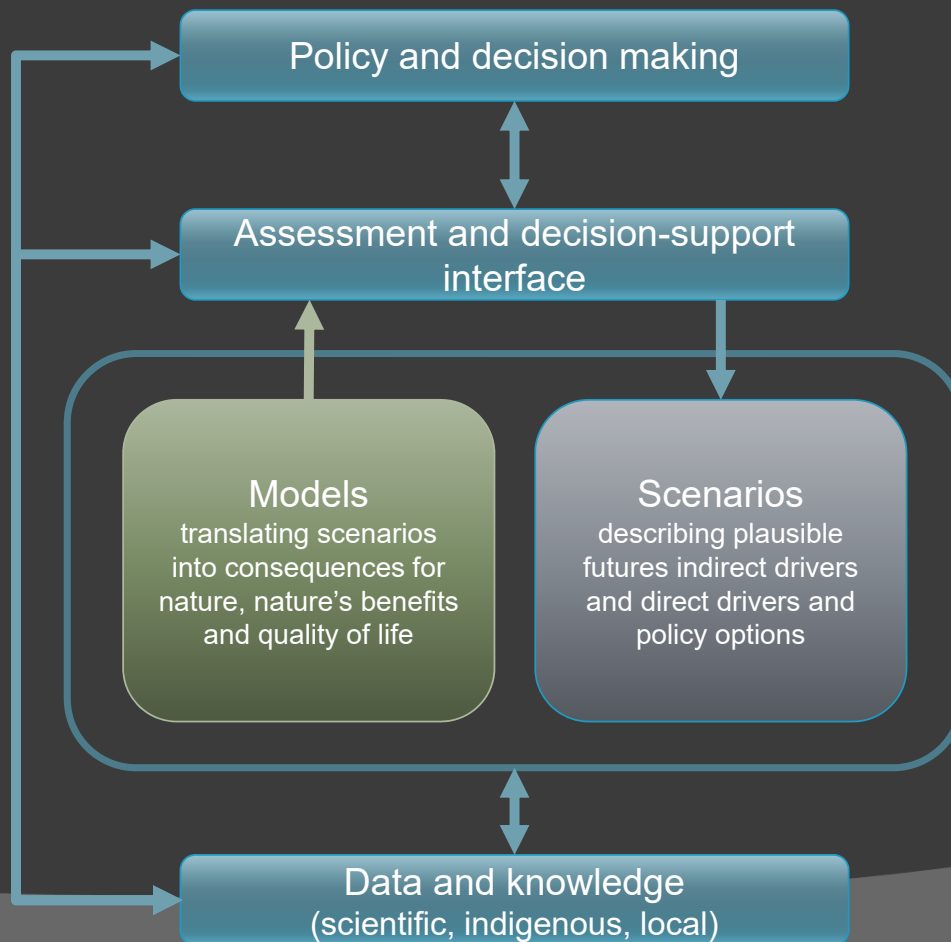 Policy and decision making
Assessment and decision-support
interface
Models
translating scenarios
into consequences for
nature, nature’s benefits
and quality of life
Scenarios
describing plausible
futures indirect drivers
and direct drivers and
policy options
Data and knowledge
(scientific, indigenous, local)